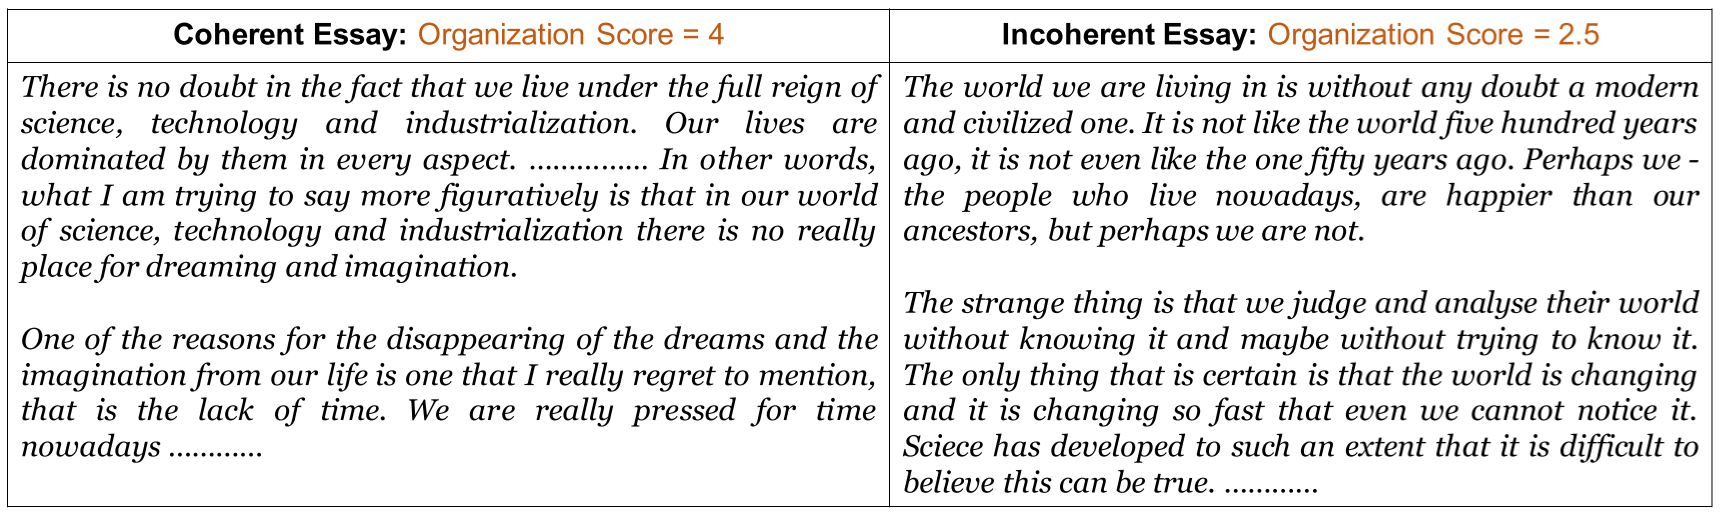 Coherent Essay: Organization Score = 4
There is no doubt in the fact that we live under the full reign of
science, technology and industrialization. Our lives are
dominated by them in every aspect. ............... In other words,
what I am trying to say more figuratively is that in our world
of science, technology and industrialization there is no really
place for dreaming and imagination.
One of the reasons for the disappearing of the dreams and the
imagination from our life is one that I really regret to mention,
that is the lack of time. We are really pressed for time
nowadays ............
Incoherent Essay: Organization Score = 2.5
The world we are living in is without any doubt a modern
and civilized one. It is not like the world five hundred years
ago, it is not even like the one fifty years ago. Perhaps we -
the people who live nowadays, are happier than our
ancestors, but perhaps we are not.
The strange thing is that we judge and analyse their world
without knowing it and maybe without trying to know it.
The only thing that is certain is that the world is changing
and it is changing so fast that even we cannot notice it.
Sciece has developed to such an extent that it is difficult to
believe this can be true. ............